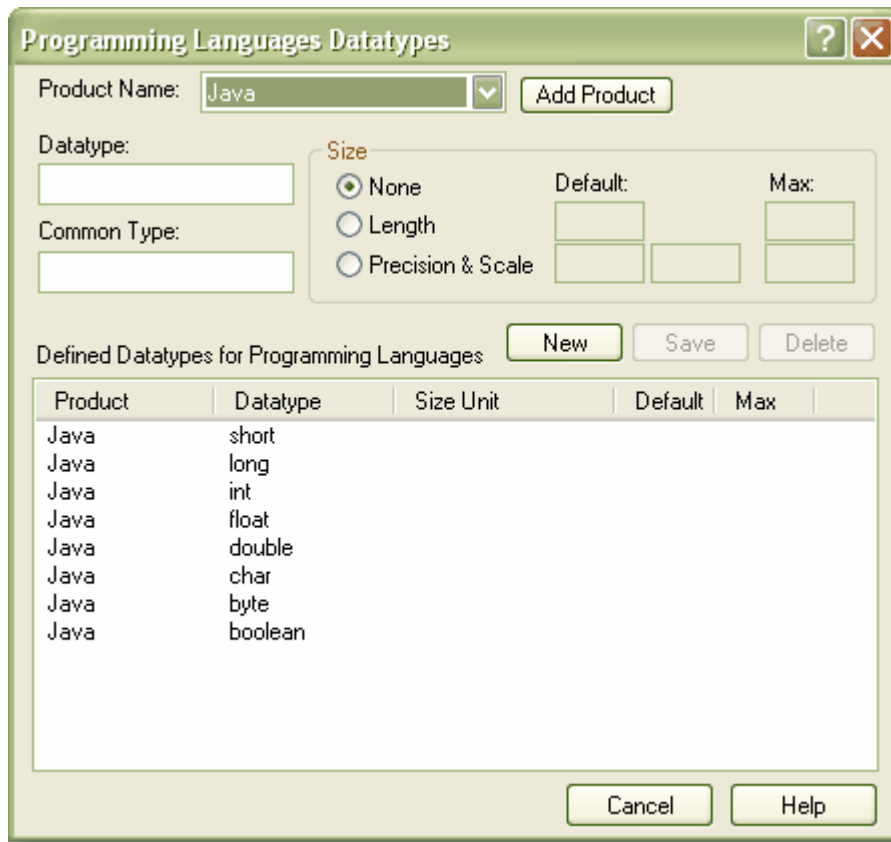 Programming Languages Datatypes
Product Name: Java Add Product
Datatype:
Size
None Default: Max:
Common Type:
Length
Precision & Scale
Defined Datatypes for Programming Languages New Save Delete
Product Datatype Size Unit Default Max
Java short
Java long
Java int
Java float
Java double
Java char
Java byte
Java boolean
Cancel Help